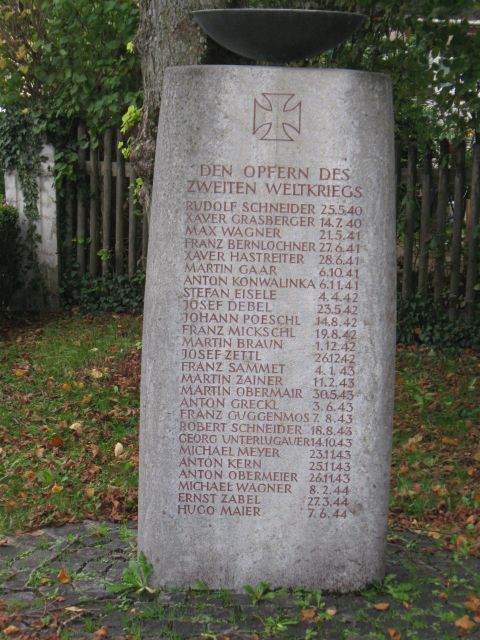 DEN OPFERN DES
ZWEITEN WELTKRIEGS
RUDOLF SCHNEIDER 25.5.40
XAVER GRASBERGER 14.7.40
MAX WAGNER 21.5.41
FRANZ BERNLOCHNER 27.6.41
XAVER HASTREITER 28.6.41
MARTIN GAAR 6.10.41
ANTON KONWALINKA 6.11.41
STEFAN EISELE 4.4.42
JOSEF DEBEL 23.5.42
JOHANN POESCHL 14.8.42
FRANZ MICKSCHL 19.8.42
MARTIN BRAUN 1.12.42
JOSEF ZETTL 26.12.42
FRANZ SAMMET 4.1.43
MARTIN ZAINER 11.2.43
MARTIN OBERMAIR 30.5.43
ANTON GRECKL 3.6.43
FRANZ GUGGENMOS 7.8.43
ROBERT SCHNEIDER 18.8.43
GEORG UNTERLUGAUER 14.10.43
MICHAEL MEYER 23.11.43
ANTON KERN 25.11.43
ANTON OBERMEIER 26.11.43
MICHAEL WAGNER 8.2.44
ERNST ZABEL 27.3.44
HUGO MAIER 7.6.44